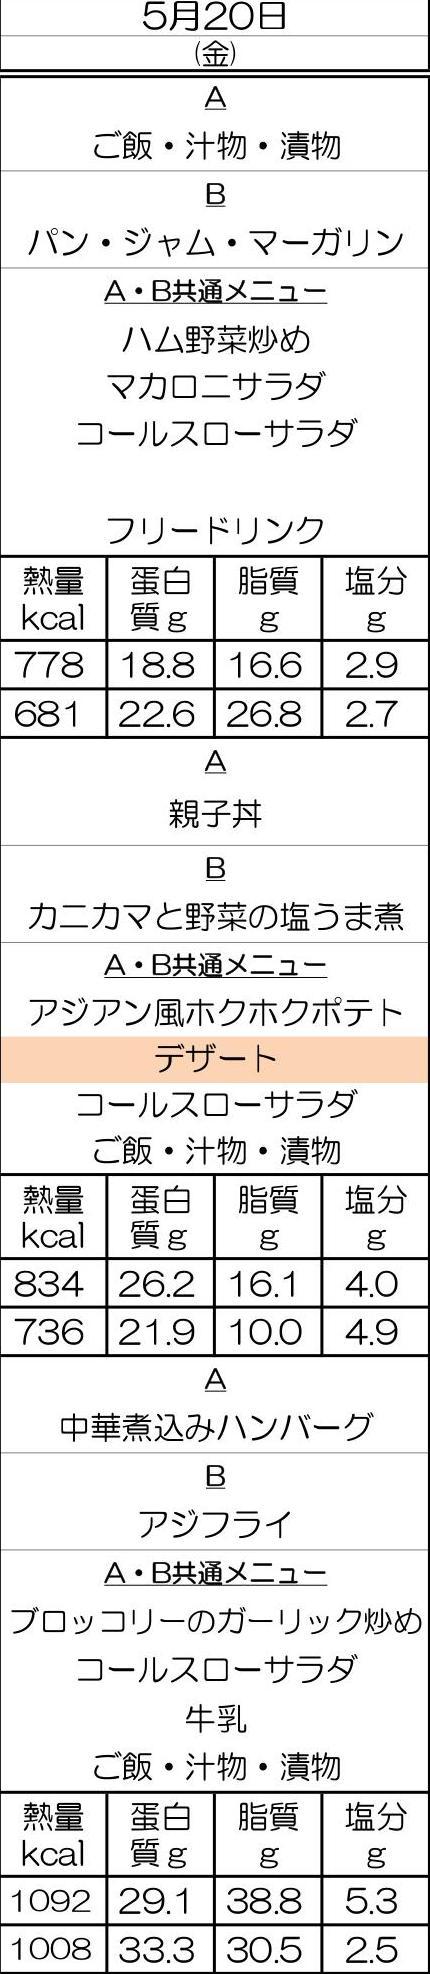 5月20日
(金)
A
ご飯・汁物・漬物
B
パン・ジャム・マーガリン
A・B共通メニュー
ハム野菜炒め
マカロニサラダ
コールスローサラダ
フリードリンク
熱量 蛋白 脂質 塩分
kcal 質g g g
778 18.8 16.6 2.9
681 22.6 26.8 2.7
A
親子丼
B
カニカマと野菜の塩うま煮
A・B共通メニュー
アジアン風ホクホクポテト
デザート
コールスローサラダ
ご飯・汁物・漬物
熱量 蛋白 脂質 塩分
kcal 質g g g
834 26.2 16.1 4.0
736 21.9 10.0 4.9
A
中華煮込みハンバーグ
B
アジフライ
A・B共通メニュー
ブロッコリーのガーリック炒め
コールスローサラダ
牛乳
ご飯・汁物・漬物
熱量 蛋白 脂質 塩分
kcal 質g g g
1092 29.1 38.8 5.3
1008 33.3 30.5 2.5